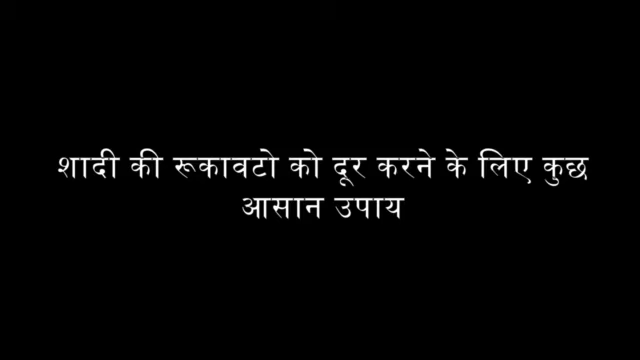 शादी की रूकावटो को दूर करने के लिए कुछ
आसान उपाय